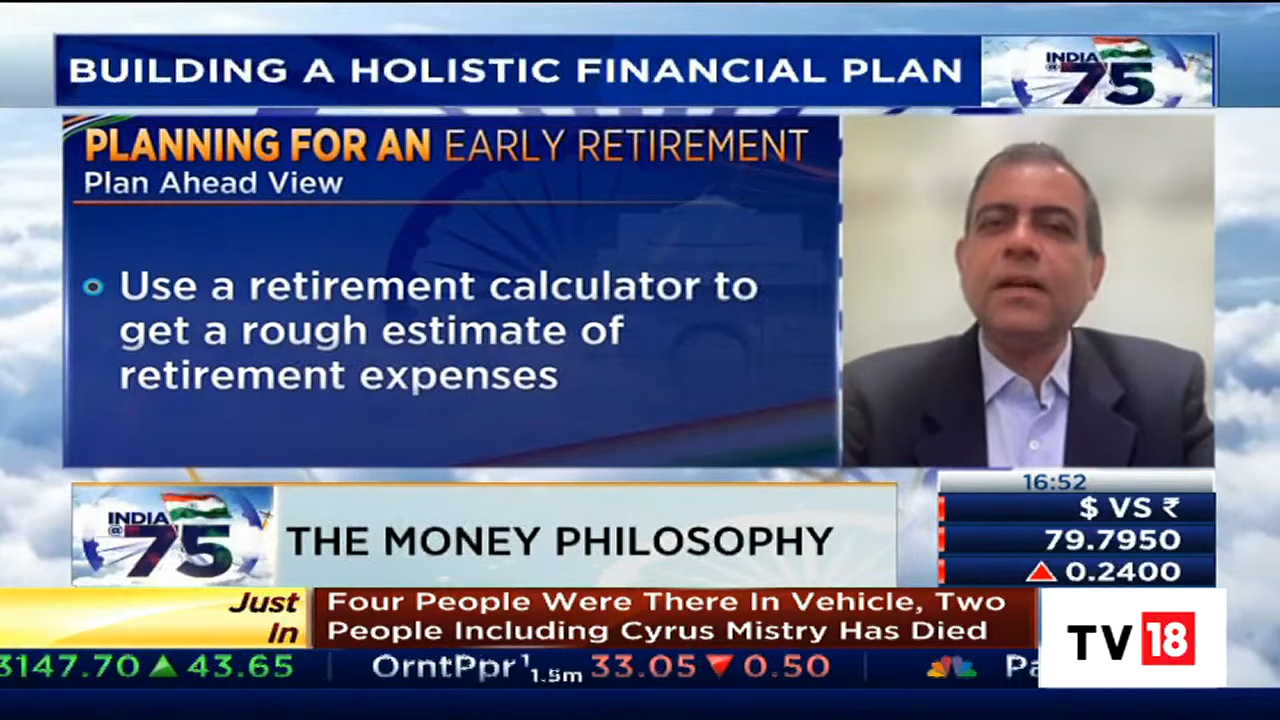 BUILDING A HOLISTIC FINANCIAL PLAN
INDIA
@75
PLANNING FOR AN EARLY RETIREMENT
Plan Ahead View
Use a retirement calculator to
get a rough estimate of
retirement expenses
INDIA
@75
THE MONEY PHILOSOPHY
16:52
$ VS ₹
79.7950
0.2400
Just
In
Four People Were There In Vehicle, Two
People Including Cyrus Mistry Has Died
TV18
3147.70 43.65 OrntPpr 1.5m 33.05 0.50